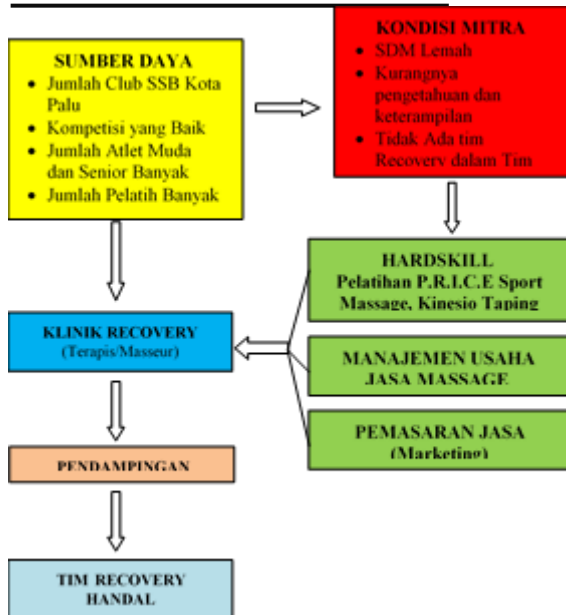 SUMBER DAYA
• Jumlah Club SSB Kota
Palu
• Kompetisi yang Baik
• Jumlah Atlet Muda
dan Senior Banyak
• Jumlah Pelatih Banyak
KONDISI MITRA
• SDM Lemah
• Kurangnya
pengetahuan dan
keterampilan
• Tidak Ada tim
Recovery dalam Tim
HARDSKILL
Pelatihan P.R.I.C.E Sport
Massage, Kinesio Taping
KLINIK RECOVERY
(Terapis/Masseur)
MANAJEMEN USAHA
JASA MASSAGE
PEMASARAN JASA
(Marketing)
PENDAMPINGAN
TIM RECOVERY
HANDAL